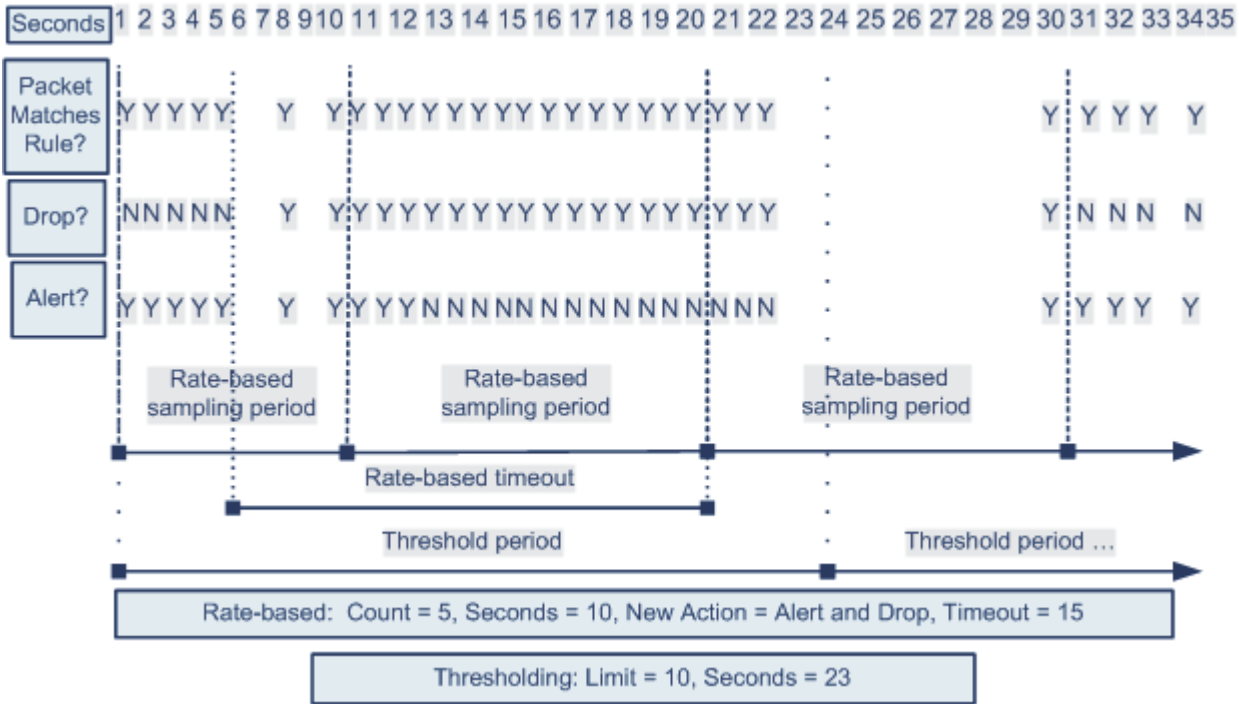 Seconds 1 2 3 4 5 6 7 8 9 10 11 12 13 14 15 16 17 18 19 20 21 22 23 24 25 26 27 28 29 30 31 32 33 34 35
Packet
Matches
Rule?
Y Y Y Y Y Y Y Y Y Y Y Y Y Y Y Y Y Y Y Y Y Y Y Y Y Y Y Y Y Y
Drop?
N N N N N Y Y Y Y Y Y Y Y Y Y Y Y Y Y Y Y Y Y Y Y Y N N N N
Alert?
Y Y Y Y Y Y Y Y Y Y N N N N N N N N N N N N N N N Y Y Y Y Y
Rate-based
sampling period
Rate-based
sampling period
Rate-based
sampling period
Rate-based timeout
Threshold period
Threshold period ...
Rate-based: Count = 5, Seconds = 10, New Action = Alert and Drop, Timeout = 15
Thresholding: Limit = 10, Seconds = 23